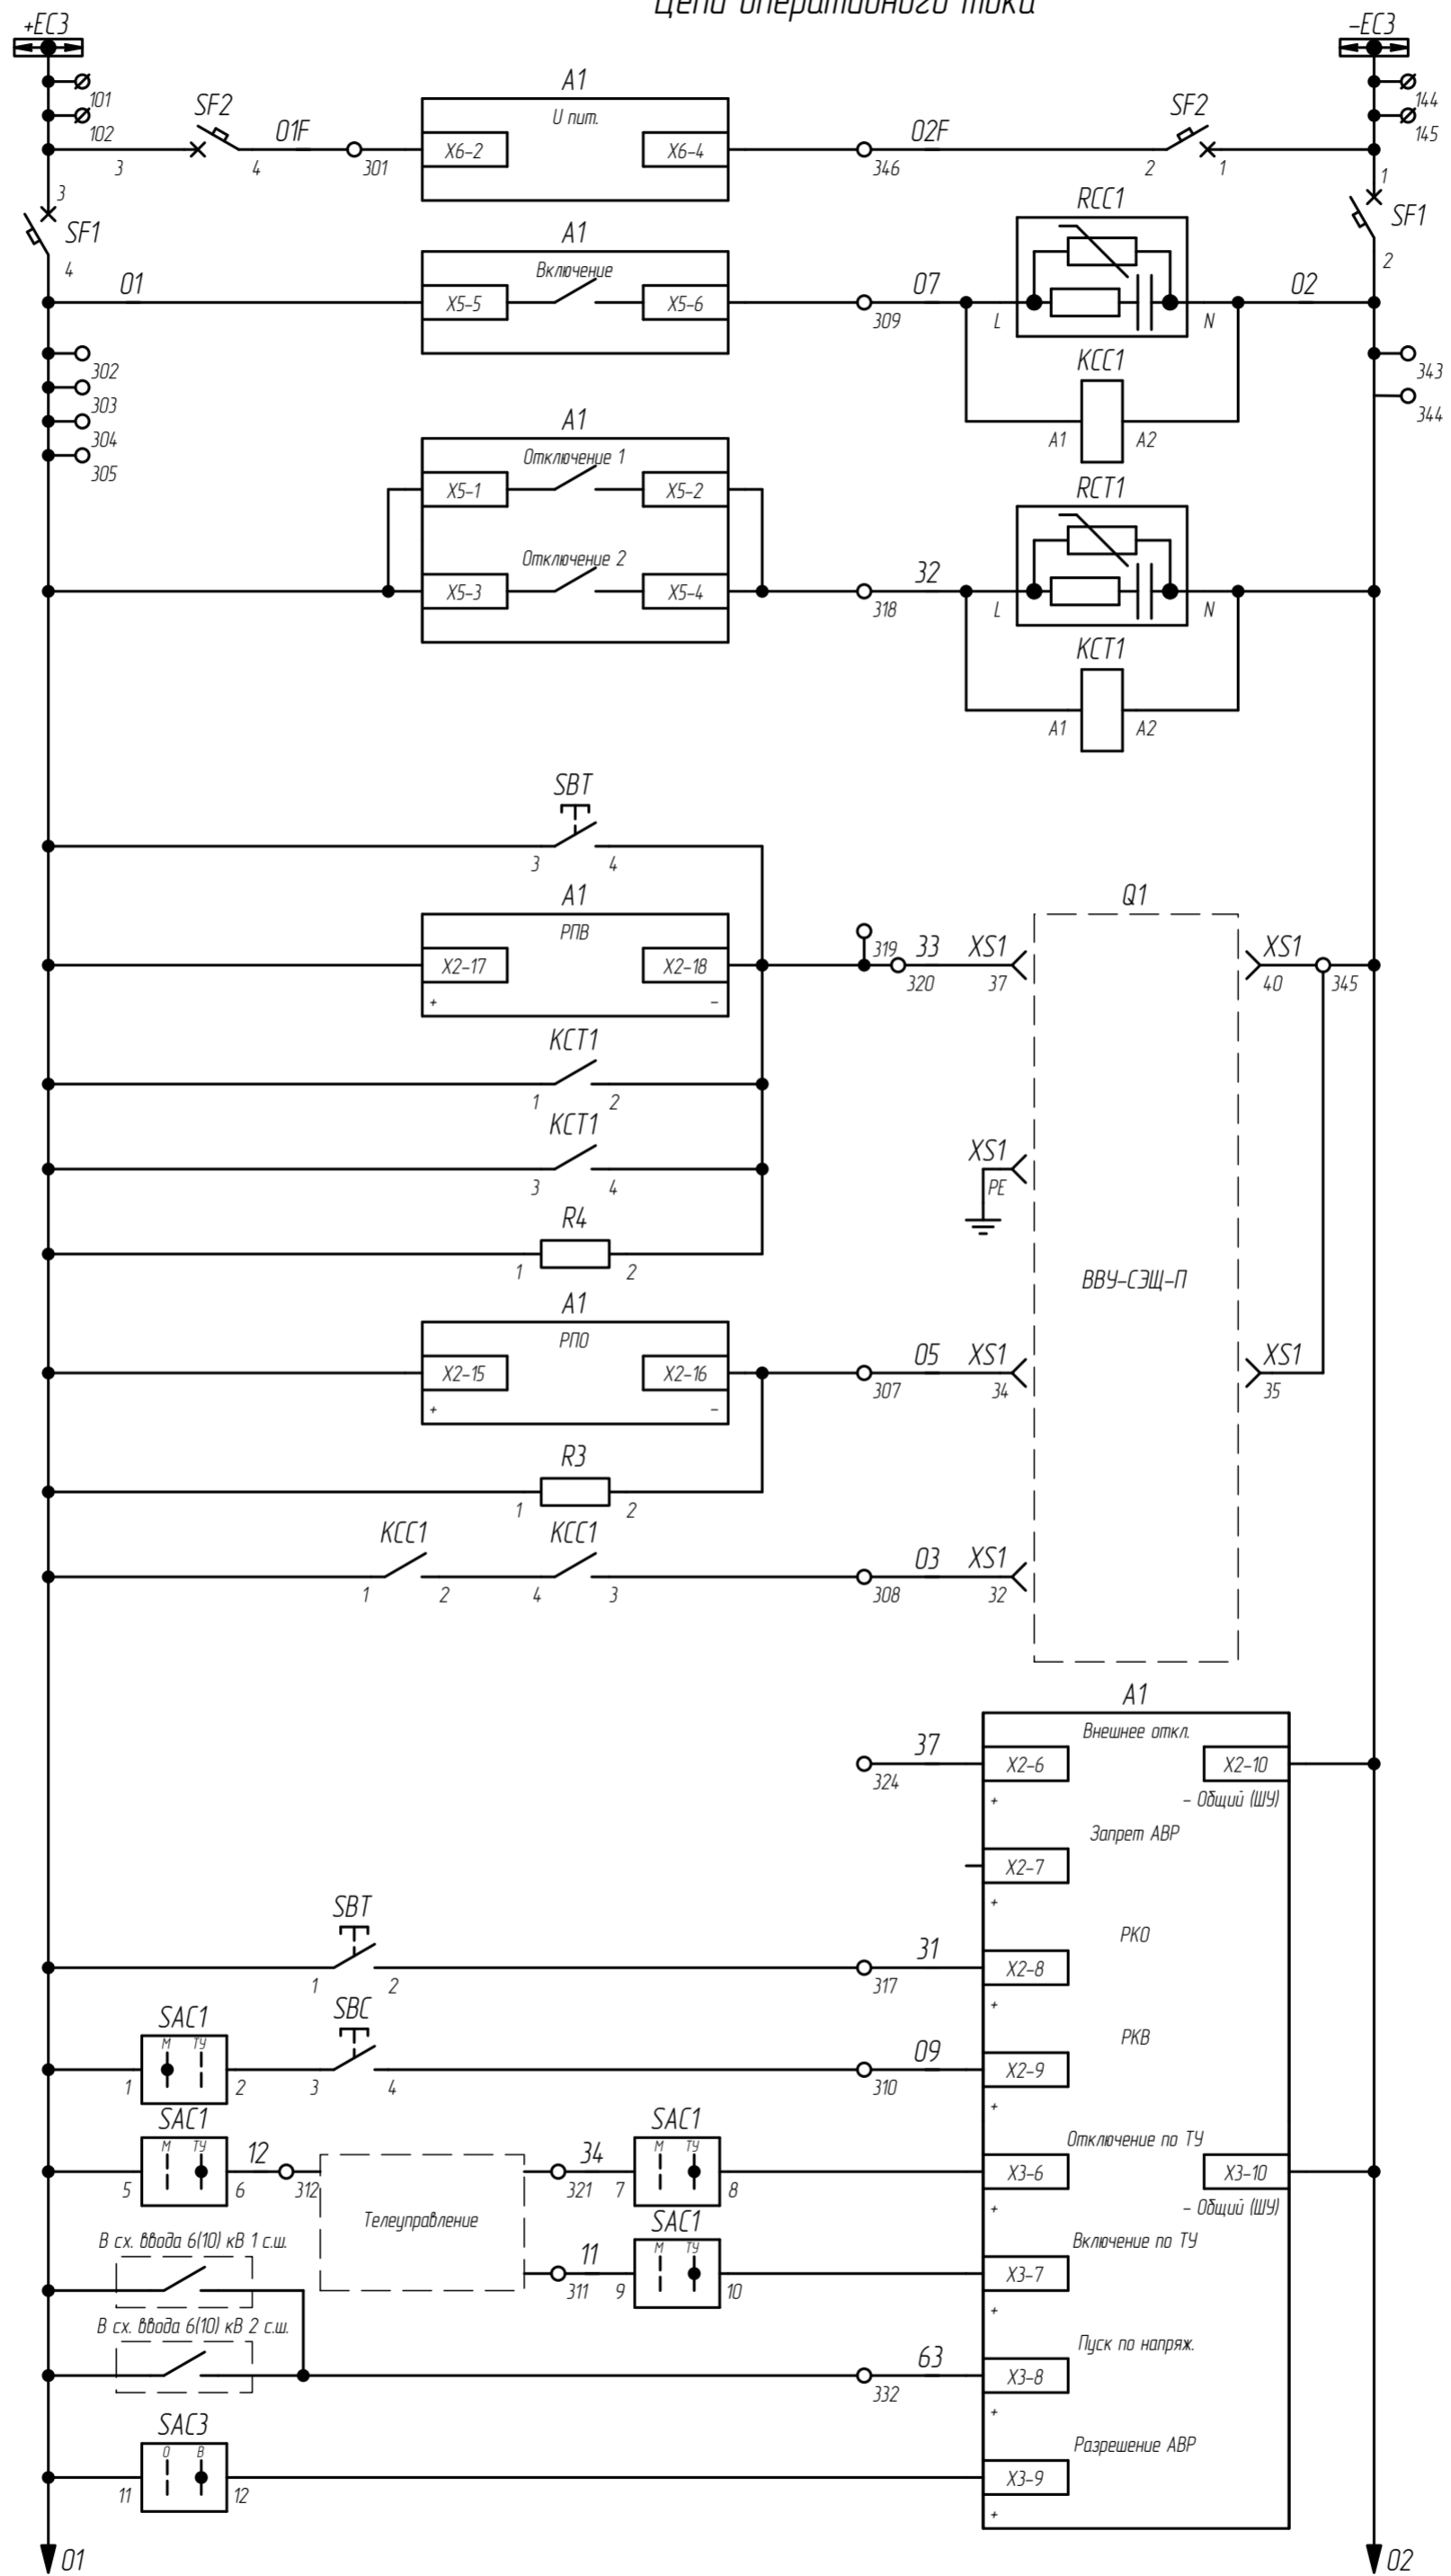 Цепи оперативного тока
+ЕС3
-ЕС3
101
102
144
145
SF2
01F
A1
U пит.
X6-2
X6-4
02F
SF2
3
4
301
346
2
1
3
SF1
4
1
SF1
2
RCC1
01
A1
Включение
X5-5
X5-6
07
309
L
N
02
302
303
304
305
343
344
KCC1
A1
A2
A1
Отключение 1
X5-1
X5-2
Отключение 2
X5-3
X5-4
RCT1
32
318
L
N
KCT1
A1
A2
SBT
3
4
A1
РПВ
X2-17
X2-18
+
-
319
320
33
XS1
37
Q1
XS1
40
345
KCT1
1
2
KCT1
3
4
XS1
PE
R4
1
2
ВВУ-СЭЩ-П
A1
РПО
X2-15
X2-16
+
-
05
307
XS1
34
XS1
35
R3
1
2
KCC1
1
2
KCC1
4
3
03
308
XS1
32
A1
Внешнее откл.
37
324
X2-6
+
X2-10
- Общий (ШУ)
Запрет АВР
X2-7
+
SBT
1
2
31
317
РКО
X2-8
+
SAC1
М ТУ
1
2
SBC
3
4
09
310
РКВ
X2-9
+
SAC1
М ТУ
5
6
12
312
Телеуправление
34
321
SAC1
М ТУ
7
8
Отключение по ТУ
X3-6
+
X3-10
- Общий (ШУ)
11
311
SAC1
М ТУ
9
10
Включение по ТУ
X3-7
+
В сх. ввода 6(10) кВ 1 с.ш.
В сх. ввода 6(10) кВ 2 с.ш.
63
332
Пуск по напряж.
X3-8
+
SAC3
О В
11
12
Разрешение АВР
X3-9
+
01
02